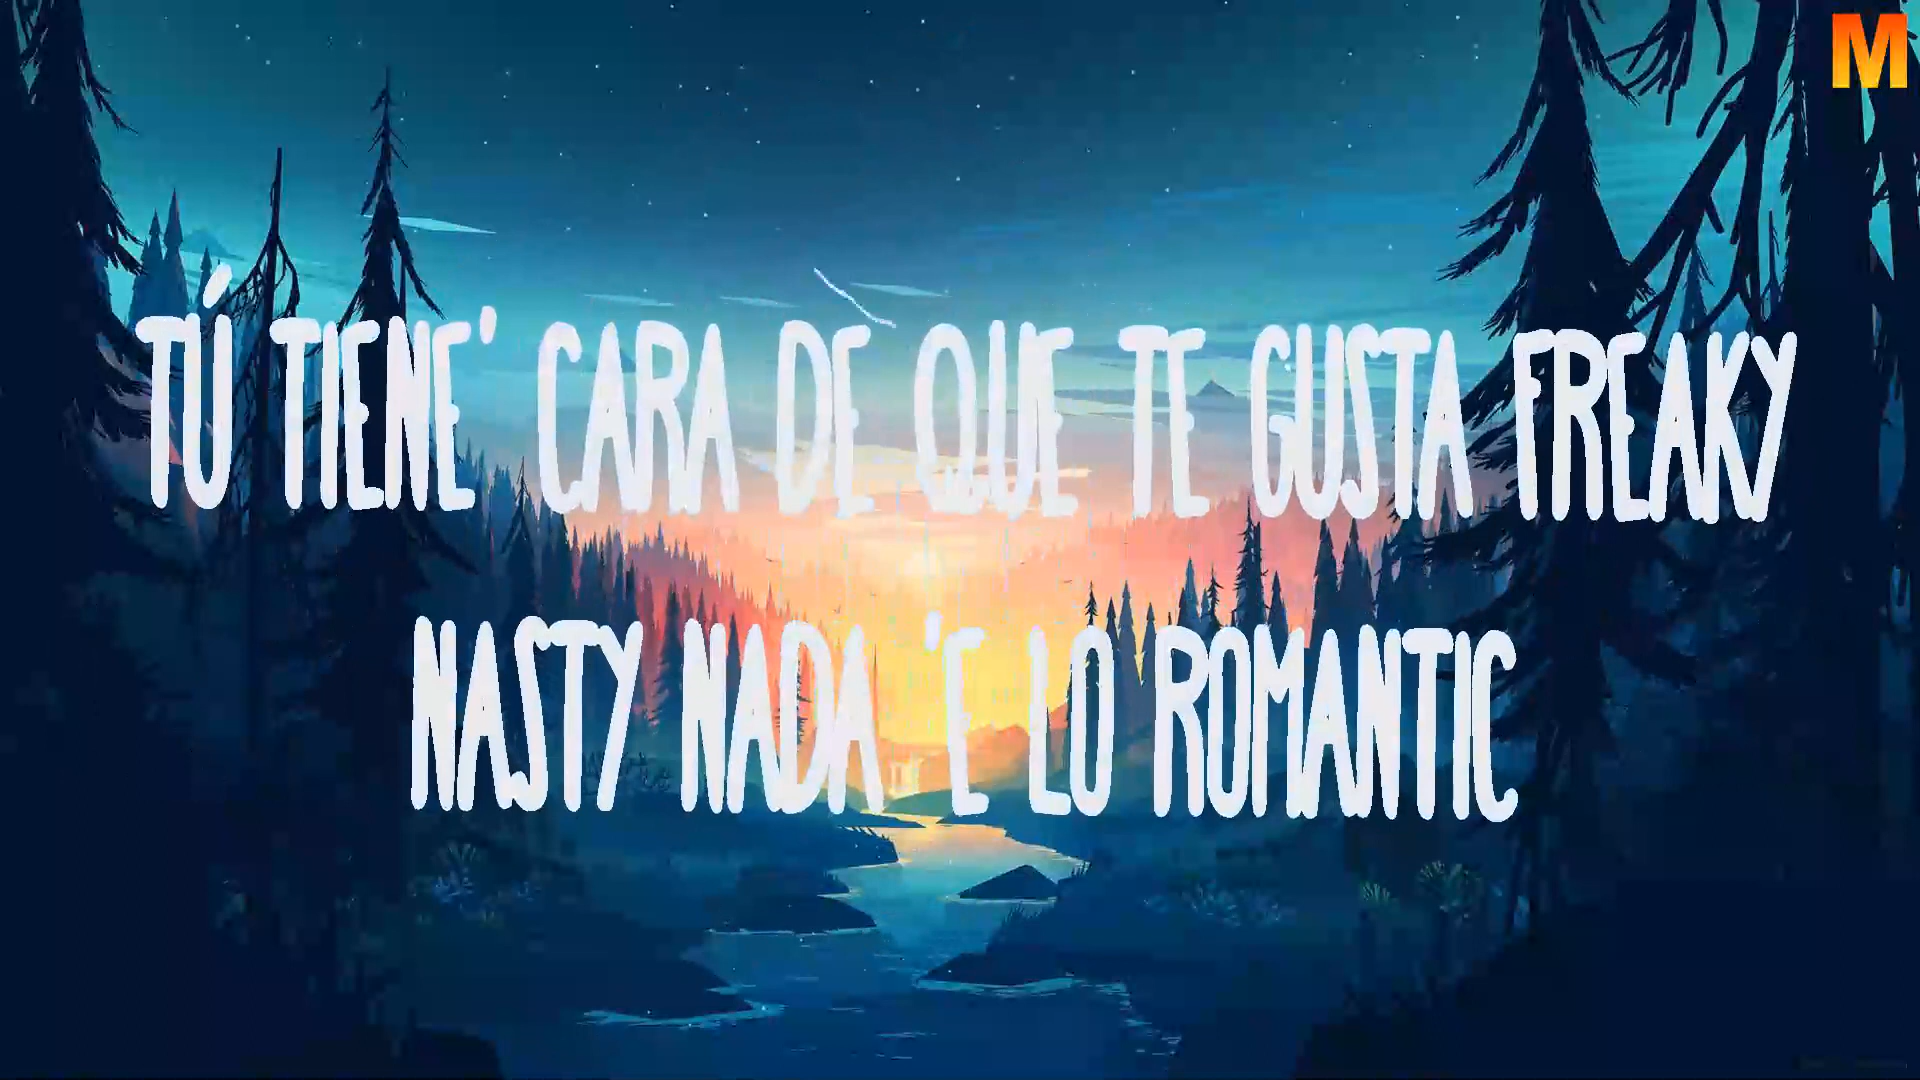 M
TÚ TIENE' CARA DE QUE TE GUSTA FREAKY
NASTY NADA 'E LO ROMANTIC